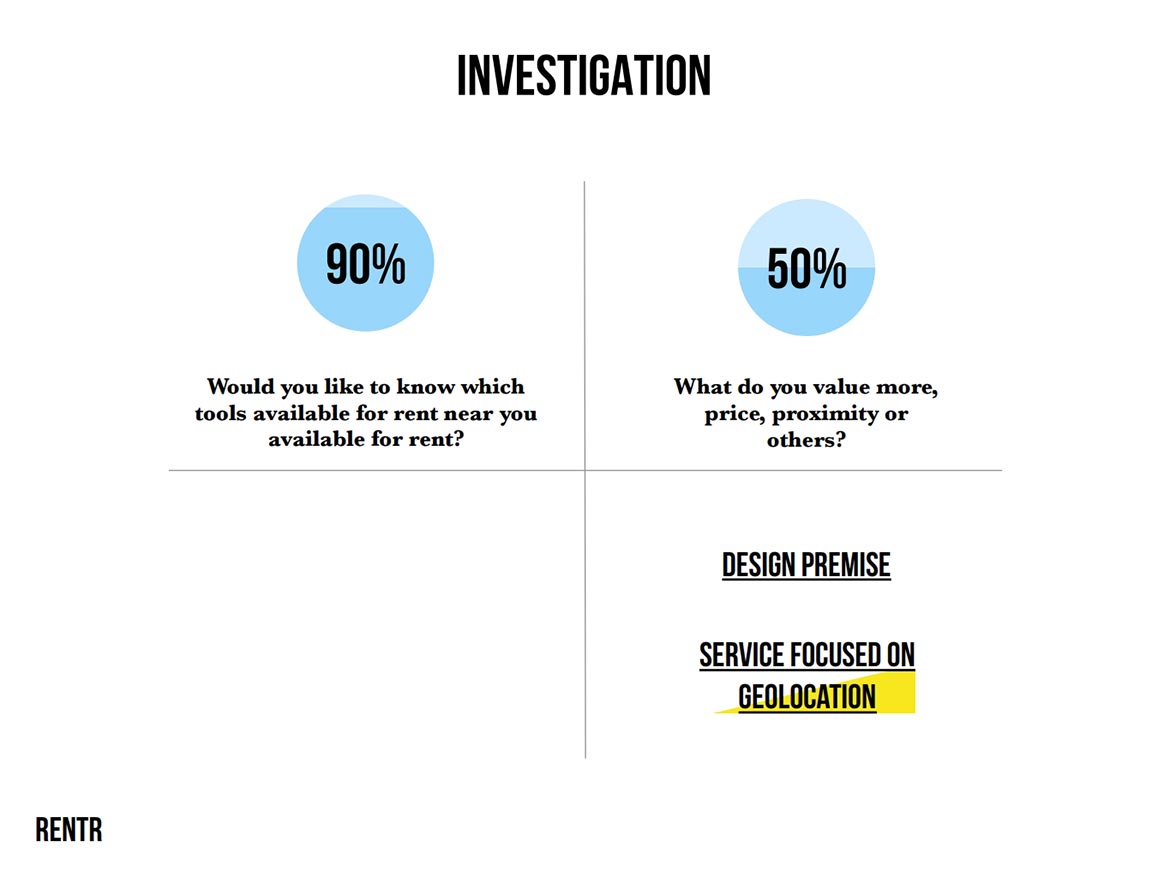 INVESTIGATION
90%
Would you like to know which
tools available for rent near you
available for rent?
50%
What do you value more,
price, proximity or
others?
DESIGN PREMISE
SERVICE FOCUSED ON
GEOLOCATION
RENTR